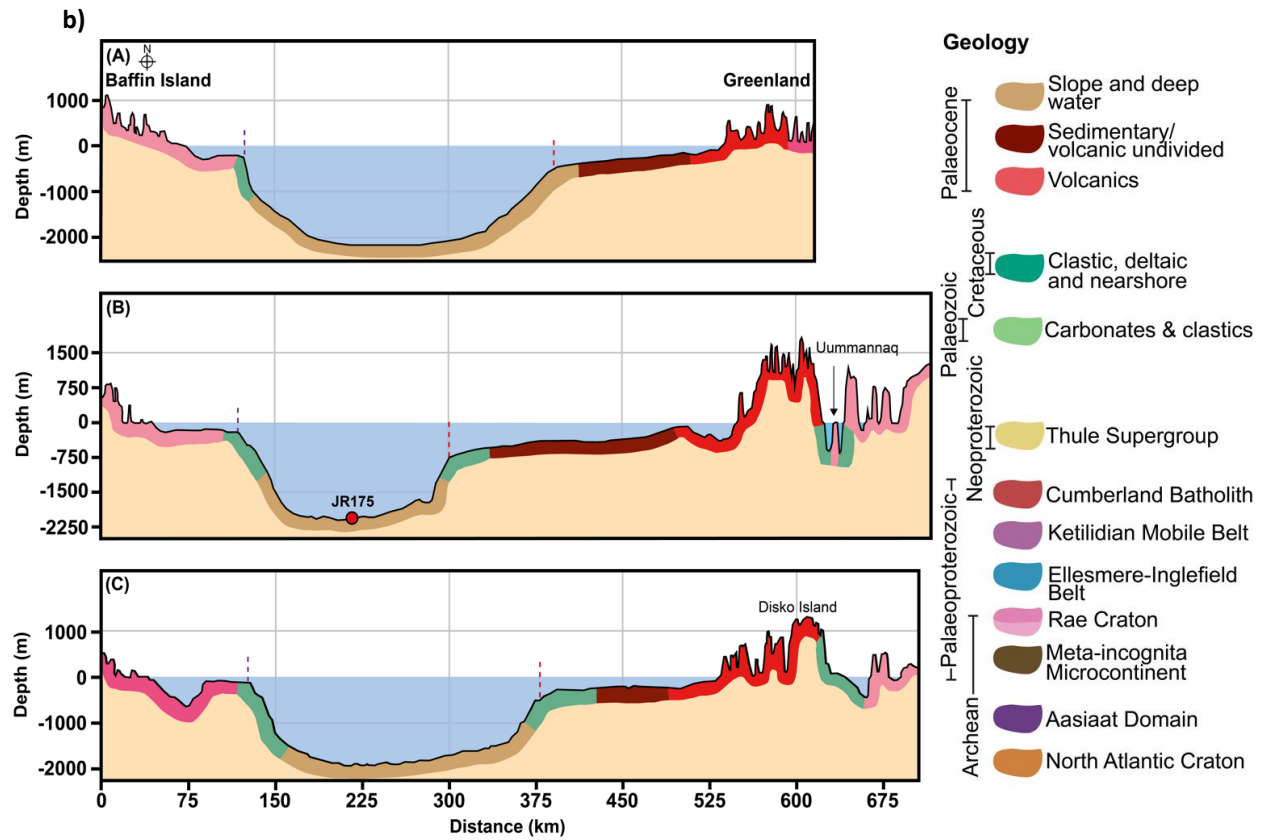 b)
(A)
N
Baffin Island
Greenland
1000
0
-1000
-2000
Depth (m)
(B)
Uummannaq
1500
750
0
-750
-1500
-2250
Depth (m)
JR175
(C)
Disko Island
1000
0
-1000
-2000
Depth (m)
0 75 150 225 300 375 450 525 600 675
Distance (km)
Geology
Palaeocene
Slope and deep
water
Sedimentary/
volcanic undivided
Volcanics
Cretaceous
Clastic, deltaic
and nearshore
Palaeozoic
Carbonates & clastics
Neoproterozoic
Thule Supergroup
Palaeoproterozoic
Cumberland Batholith
Ketilidian Mobile Belt
Ellesmere-Inglefield
Belt
Archean
Rae Craton
Meta-incognita
Microcontinent
Aasiaat Domain
North Atlantic Craton